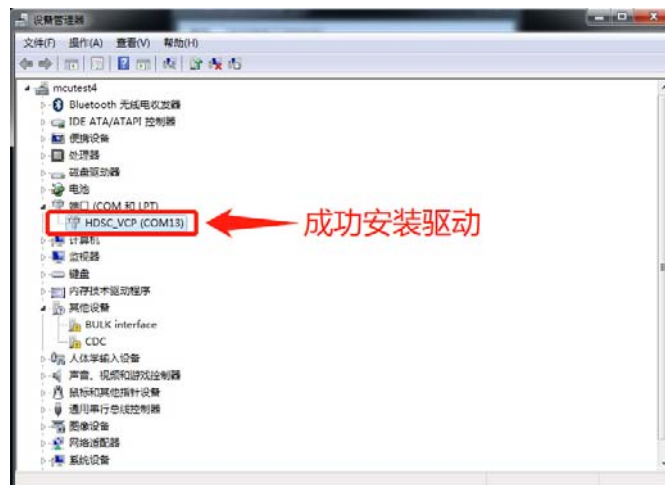 设备管理器
文件(F) 操作(A) 查看(V) 帮助(H)
mcutest4
Bluetooth 无线电收发器
IDE ATA/ATAPI 控制器
便携设备
处理器
磁盘驱动器
电池
端口 (COM 和 LPT)
HDSC_VCP (COM13)
成功安装驱动
计算机
监视器
键盘
内存技术驱动程序
其他设备
BULK interface
CDC
人体学输入设备
声音、视频和游戏控制器
鼠标和其他指针设备
通用串行总线控制器
图像设备
网络适配器
系统设备